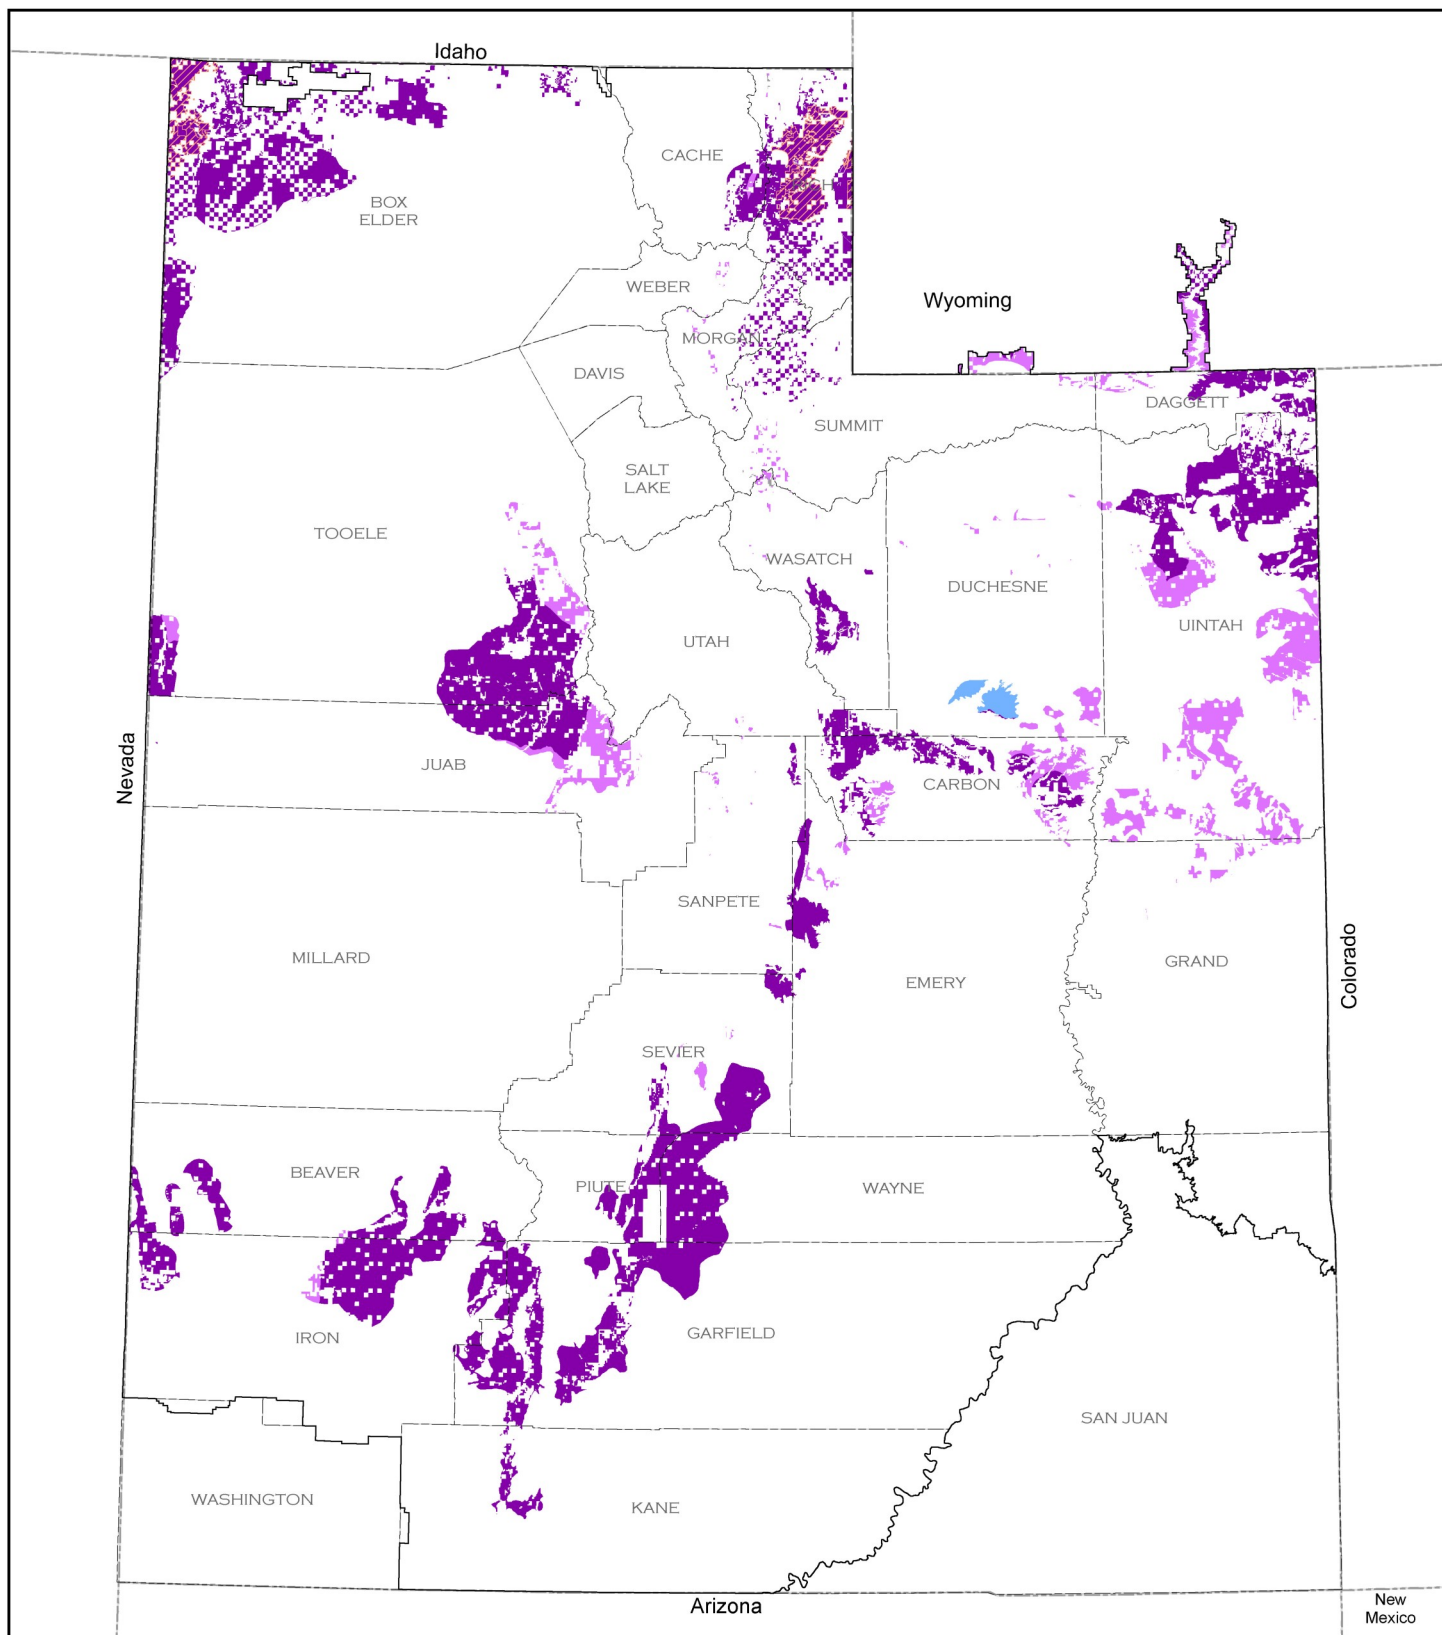 Idaho
CACHE
BOX
ELDER
WEBER
Wyoming
MORGAN
DAVIS
DAGGETT
SUMMIT
SALT
LAKE
TOOELE
WASATCH
DUCHESNE
UINTAH
UTAH
Nevada
JUAB
CARBON
SANPETE
MILLARD
EMERY
GRAND
Colorado
SEVIER
BEAVER
PIUTE
WAYNE
IRON
GARFIELD
SAN JUAN
WASHINGTON
KANE
Arizona
New
Mexico